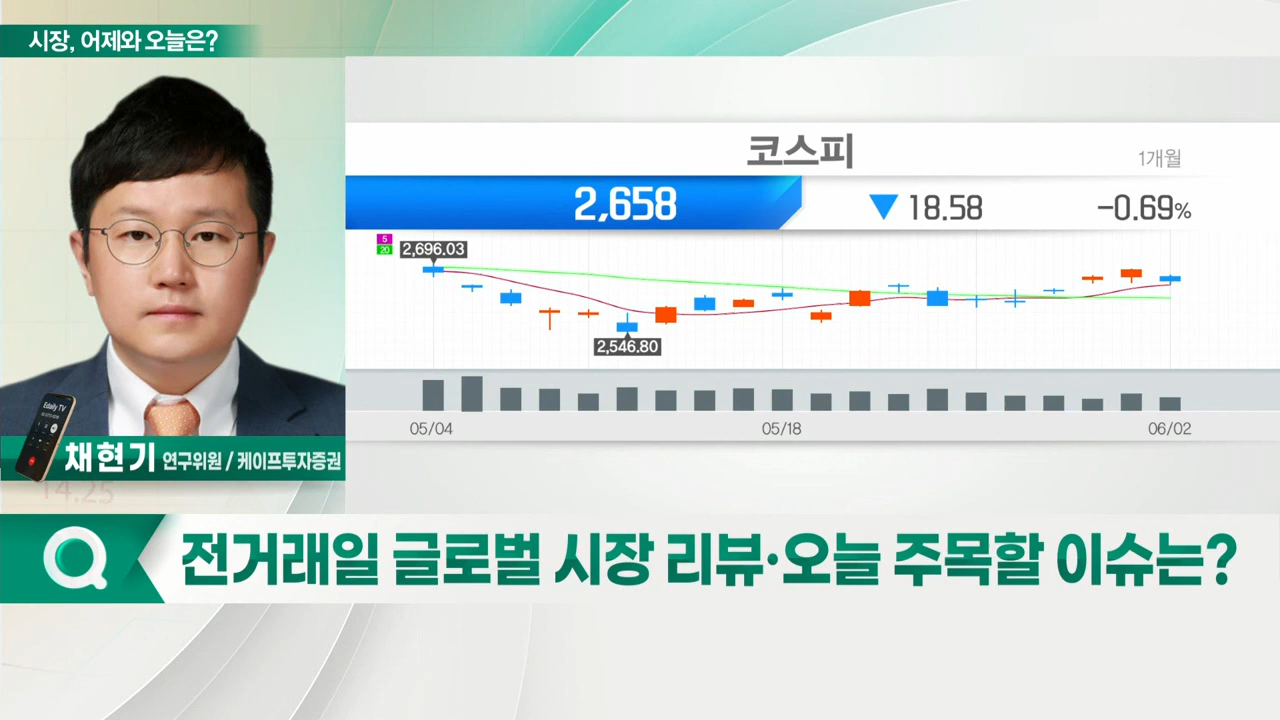 시장, 어제와 오늘은?
코스피
1개월
2,658 ▼ 18.58 -0.69%
5
20
2,696.03
2,546.80
05/04 05/18 06/02
Edaily TV
채현기 연구위원 / 케이프투자증권
14.25
Q 전거래일 글로벌 시장 리뷰·오늘 주목할 이슈는?